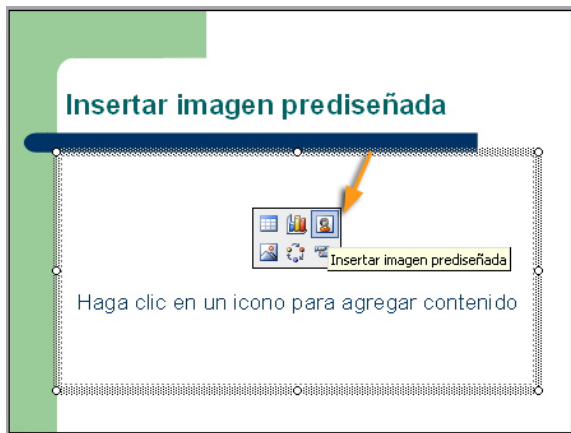 Insertar imagen prediseñada
Insertar imagen prediseñada
Haga clic en un icono para agregar contenido